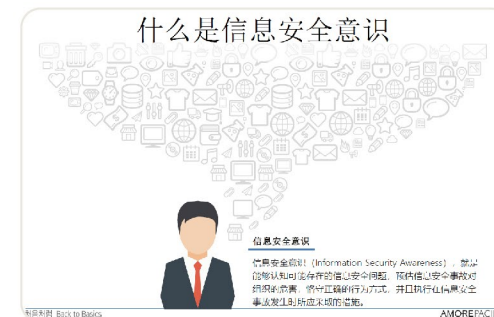 什么是信息安全意识
信息安全意识
信息安全意识（Information Security Awareness），就是
能够认知可能存在的信息安全问题，预估信息安全事故对
组织的危害，恪守正确的行为方式，并且执行在信息安全
事故发生时所应采取的措施。
Back to Basics
AMOREPACI